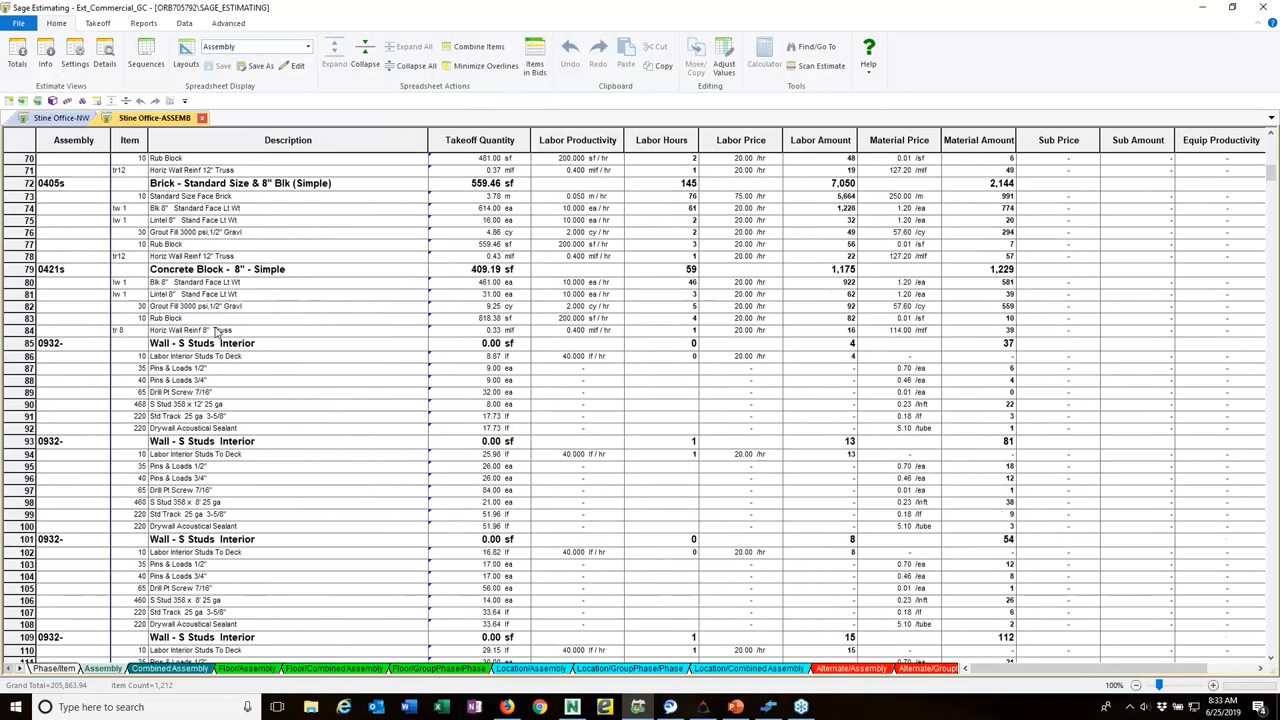 Sage Estimating - Ext_Commercial_GC - [ORB705792\SAGE_ESTIMATING]
File Home Takeoff Reports Data Advanced
Totals Info Settings Details Sequences Layouts Assembly Save Save As Edit Expand Collapse Expand All Collapse All Combine Items Minimize Overlines Items in Bids Undo Redo Paste Cut Copy Move/ Copy Adjust Values Calculator Find/Go To Scan Estimate Help
Estimate Views Spreadsheet Display Spreadsheet Actions Clipboard Editing Tools
Stine Office-NW Stine Office-ASSEMB
Assembly Item Description Takeoff Quantity Labor Productivity Labor Hours Labor Price Labor Amount Material Price Material Amount Sub Price Sub Amount Equip Productivity
70 10 Rub Block 481.00 sf 200.000 sf / hr 2 20.00 /hr 48 0.01 /sf 6 - - -
71 tr12 Horiz Wall Reinf 12" Truss 0.37 mlf 0.400 mlf / hr 1 20.00 /hr 19 127.20 /mlf 49 - - -
72 0405s Brick - Standard Size & 8" Blk (Simple) 559.46 sf 145 7,050 2,144
73 10 Standard Size Face Brick 3.78 m 0.050 m / hr 76 75.00 /hr 5,664 250.00 /m 991 - - -
74 lw 1 Blk 8" Standard Face Lt Wt 614.00 ea 10.000 ea / hr 61 20.00 /hr 1,228 1.20 /ea 774 - - -
75 lw 1 Lintel 8" Stand Face Lt Wt 16.00 ea 10.000 ea / hr 2 20.00 /hr 32 1.20 /ea 20 - - -
76 30 Grout Fill 3000 psi,1/2" Gravl 4.86 cy 2.000 cy / hr 2 20.00 /hr 49 57.60 /cy 294 - - -
77 10 Rub Block 559.46 sf 200.000 sf / hr 3 20.00 /hr 56 0.01 /sf 7 - - -
78 tr12 Horiz Wall Reinf 12" Truss 0.43 mlf 0.400 mlf / hr 1 20.00 /hr 22 127.20 /mlf 57 - - -
79 0421s Concrete Block - 8" - Simple 409.19 sf 59 1,175 1,229
80 lw 1 Blk 8" Stand Face Lt Wt 461.00 ea 10.000 ea / hr 46 20.00 /hr 922 1.20 /ea 581 - - -
81 lw 1 Lintel 8" Stand Face Lt Wt 31.00 ea 10.000 ea / hr 3 20.00 /hr 62 1.20 /ea 39 - - -
82 30 Grout Fill 3000 psi,1/2" Gravl 9.25 cy 2.000 cy / hr 5 20.00 /hr 92 57.60 /cy 559 - - -
83 10 Rub Block 818.38 sf 200.000 sf / hr 4 20.00 /hr 82 0.01 /sf 10 - - -
84 tr 8 Horiz Wall Reinf 8" Truss 0.33 mlf 0.400 mlf / hr 1 20.00 /hr 16 114.00 /mlf 39 - - -
85 0932- Wall - S Studs Interior 0.00 sf 0 4 37
86 10 Labor Interior Studs To Deck 8.87 lf 40.000 lf / hr 0 20.00 /hr 4 - - - - -
87 35 Pins & Loads 1/2" 9.00 ea - - - 0.70 /ea 6 - - -
88 40 Pins & Loads 3/4" 9.00 ea - - - 0.46 /ea 4 - - -
89 65 Drill Pt Screw 7/16" 32.00 ea - - - 0.01 /ea 0 - - -
90 468 S Stud 358 x 12' 25 ga 8.00 ea - - - 0.23 /lnft 22 - - -
91 220 Std Track 25 ga 3-5/8" 17.73 lf - - - 0.18 /lf 3 - - -
92 220 Drywall Acoustical Sealant 17.73 lf - - - 5.10 /tube 1 - - -
93 0932- Wall - S Studs Interior 0.00 sf 1 13 81
94 10 Labor Interior Studs To Deck 25.98 lf 40.000 lf / hr 1 20.00 /hr 13 - - - - -
95 35 Pins & Loads 1/2" 26.00 ea - - - 0.70 /ea 18 - - -
96 40 Pins & Loads 3/4" 26.00 ea - - - 0.46 /ea 12 - - -
97 65 Drill Pt Screw 7/16" 84.00 ea - - - 0.01 /ea 1 - - -
98 460 S Stud 358 x 8' 25 ga 21.00 ea - - - 0.23 /lnft 38 - - -
99 220 Std Track 25 ga 3-5/8" 51.96 lf - - - 0.18 /lf 9 - - -
100 220 Drywall Acoustical Sealant 51.96 lf - - - 5.10 /tube 3 - - -
101 0932- Wall - S Studs Interior 0.00 sf 0 8 54
102 10 Labor Interior Studs To Deck 16.82 lf 40.000 lf / hr 0 20.00 /hr 8 - - - - -
103 35 Pins & Loads 1/2" 17.00 ea - - - 0.70 /ea 12 - - -
104 40 Pins & Loads 3/4" 17.00 ea - - - 0.46 /ea 8 - - -
105 65 Drill Pt Screw 7/16" 56.00 ea - - - 0.01 /ea 1 - - -
106 460 S Stud 358 x 8' 25 ga 14.00 ea - - - 0.23 /lnft 26 - - -
107 220 Std Track 25 ga 3-5/8" 33.64 lf - - - 0.18 /lf 6 - - -
108 220 Drywall Acoustical Sealant 33.64 lf - - - 5.10 /tube 2 - - -
109 0932- Wall - S Studs Interior 0.00 sf 1 15 112
110 10 Labor Interior Studs To Deck 29.15 lf 40.000 lf / hr 1 20.00 /hr 15 - - - - -
Phase/Item Assembly Combined Assembly Floor/Assembly Floor/Combined Assembly Floor/GroupPhase/Phase Location/Assembly Location/GroupPhase/Phase Location/Combined Assembly Alternate/Assembly Alternate/Groupl
Grand Total=205,863.94 Item Count=1,212 100%
Type here to search 8:33 AM
6/25/2019